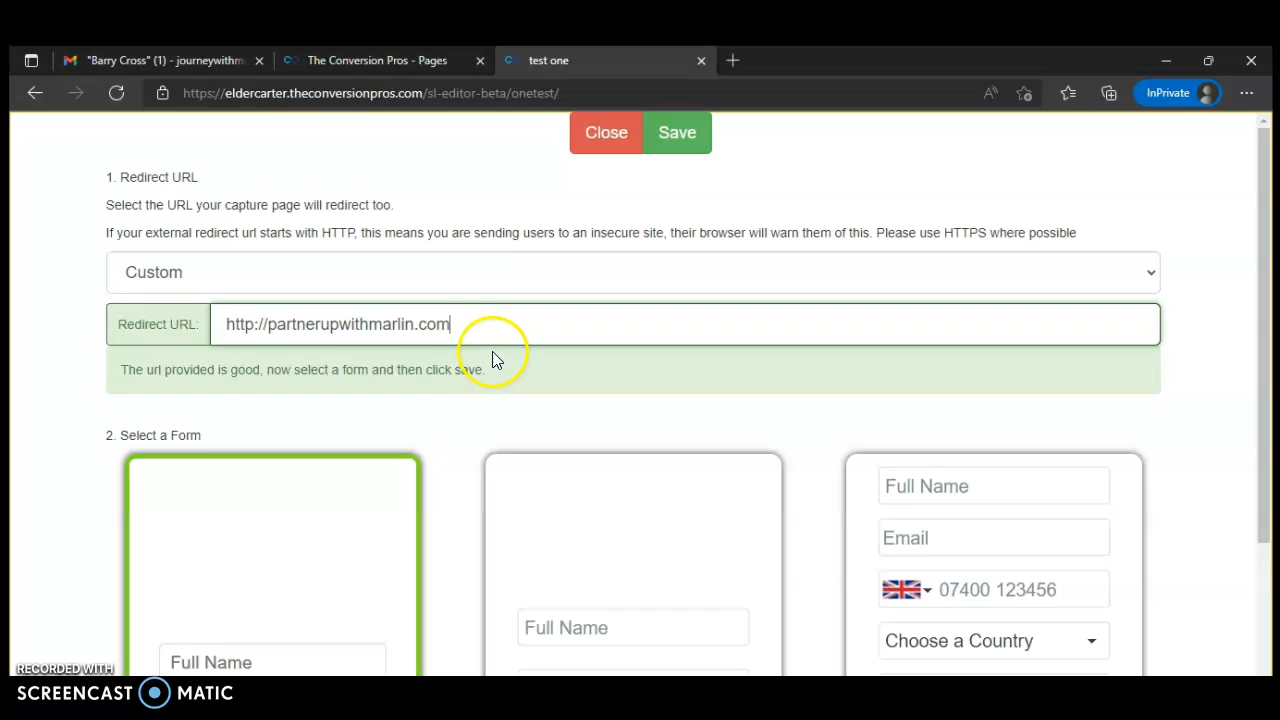 "Barry Cross" (1) - journeywithm
The Conversion Pros - Pages
test one
https://eldercarter.theconversionpros.com/sl-editor-beta/onetest/
InPrivate
Close
Save
1. Redirect URL
Select the URL your capture page will redirect too.
If your external redirect url starts with HTTP, this means you are sending users to an insecure site, their browser will warn them of this. Please use HTTPS where possible
Custom
Redirect URL:
http://partnerupwithmarlin.com
The url provided is good, now select a form and then click save.
2. Select a Form
Full Name
Full Name
Full Name
Email
07400 123456
Choose a Country
RECORDED WITH
SCREENCAST MATIC